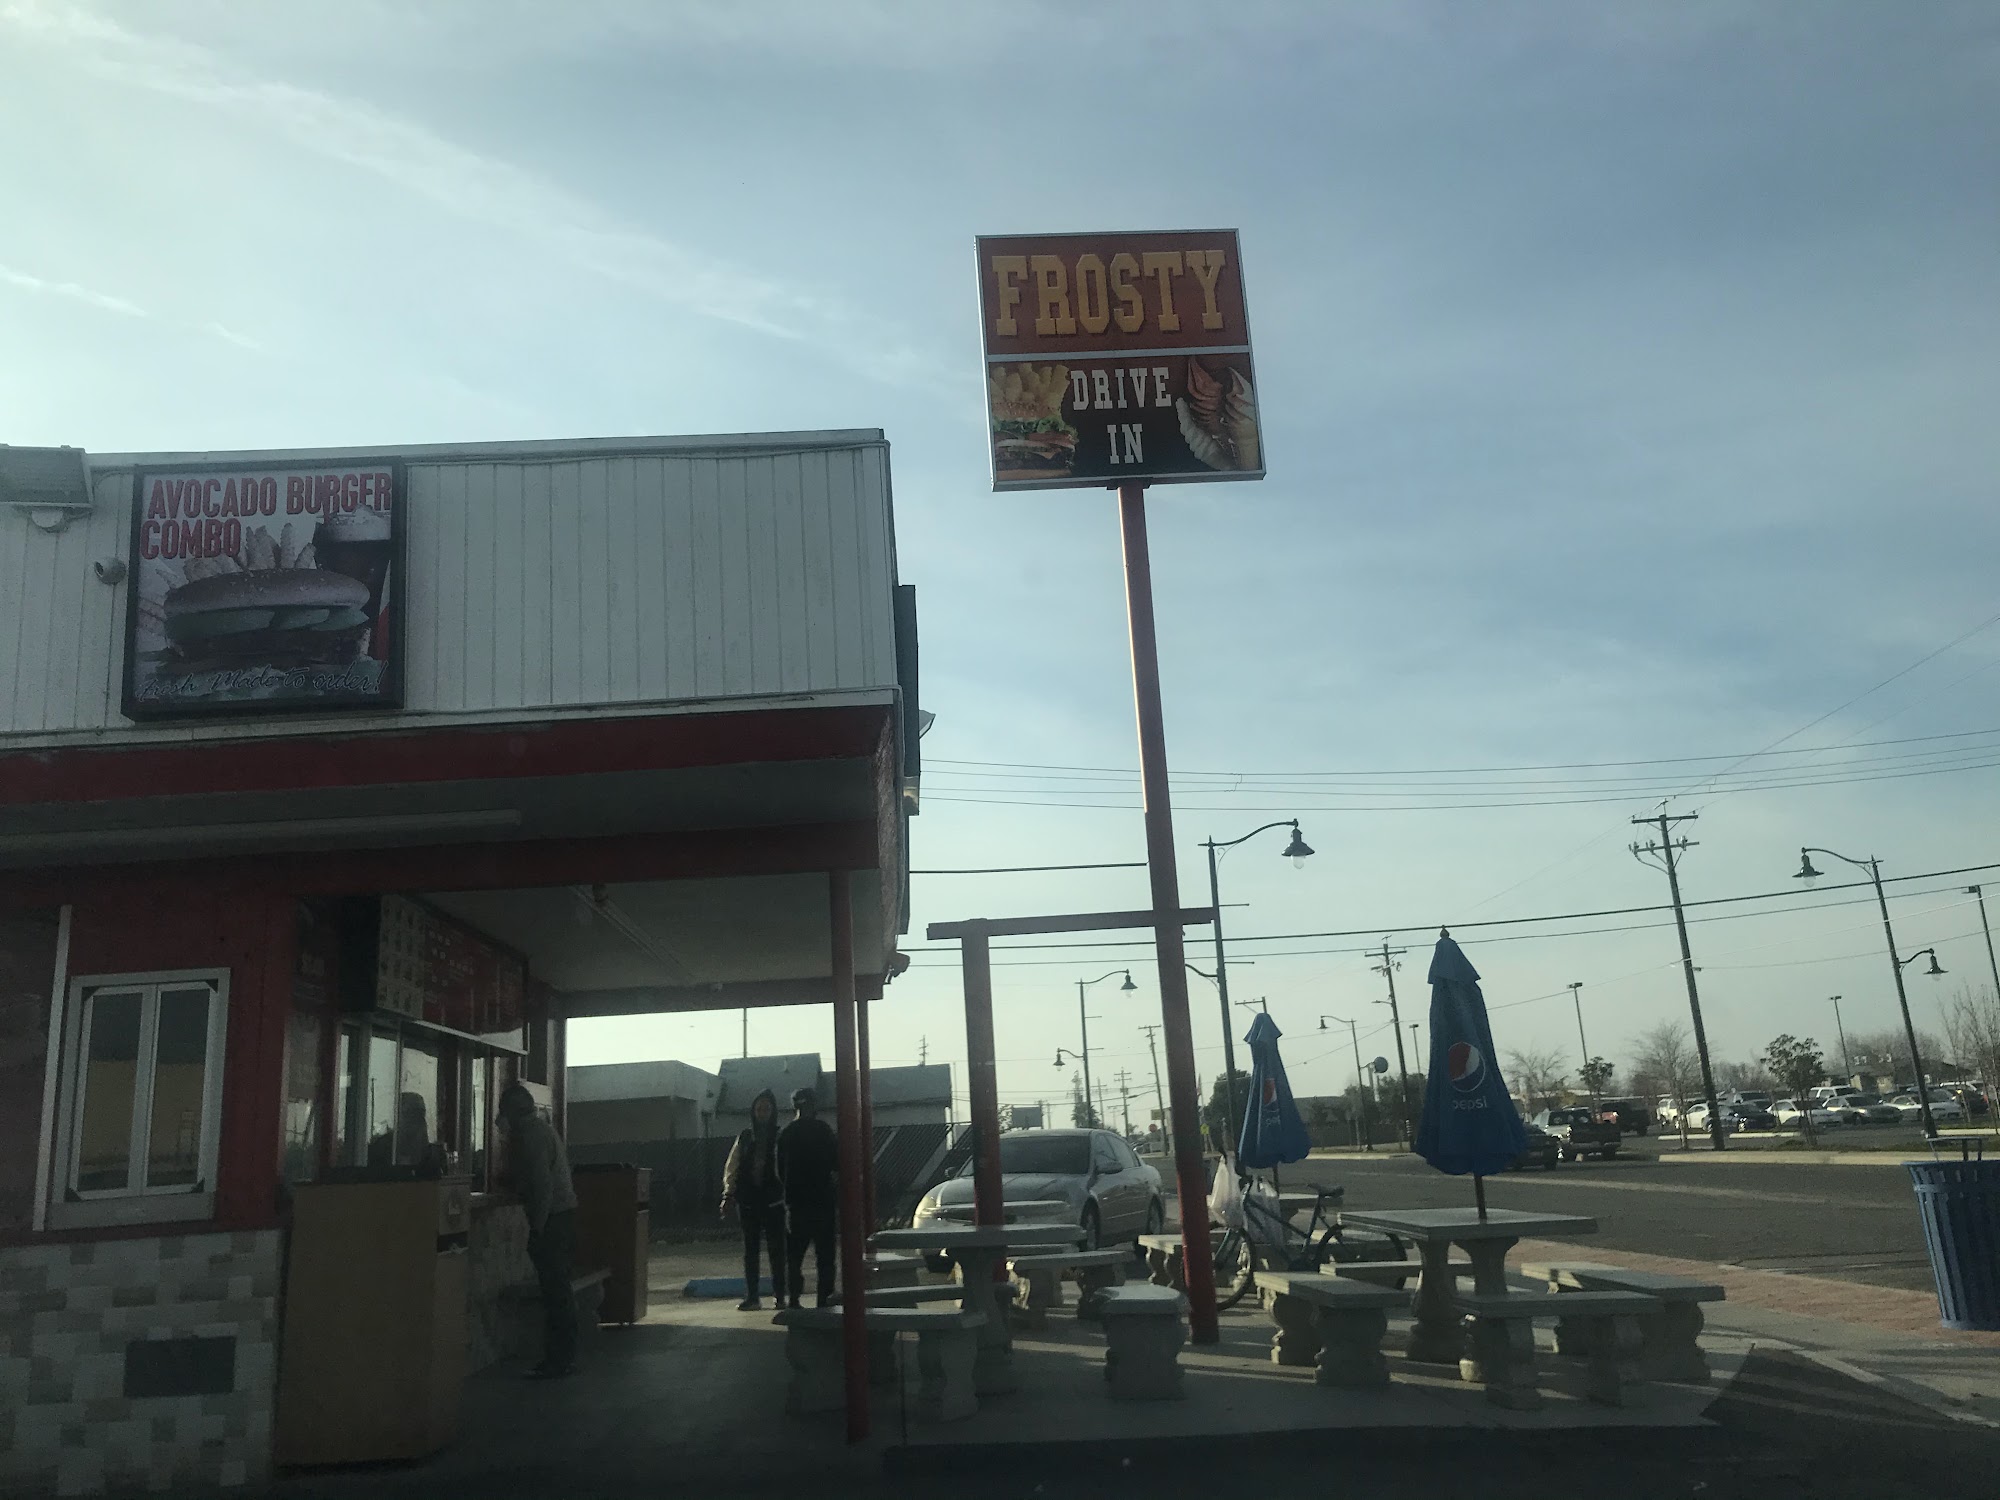 AVOCADO BURGER
COMBO
Fresh Made to order!
FROSTY
DRIVE
IN
pepsi